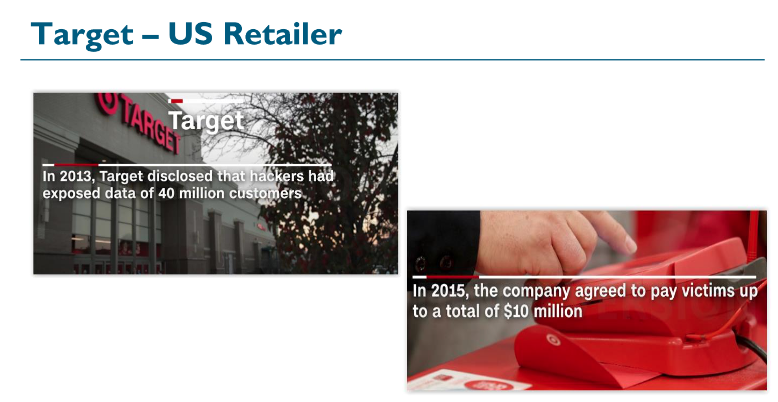 Target – US Retailer
TARGET
Target
In 2013, Target disclosed that hackers had
exposed data of 40 million customers
In 2015, the company agreed to pay victims up
to a total of $10 million